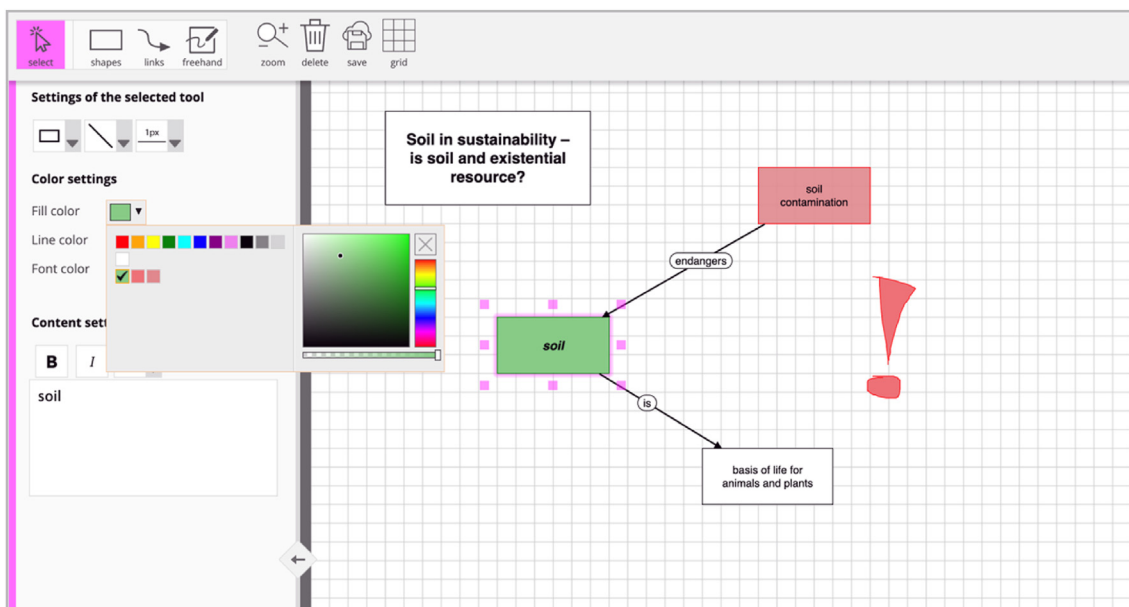 select
shapes
links
freehand
zoom
delete
save
grid
Settings of the selected tool
1px
Color settings
Fill color
Line color
Font color
Content set
B
I
soil
Soil in sustainability –
is soil and existential
resource?
soil
contamination
endangers
soil
is
basis of life for
animals and plants